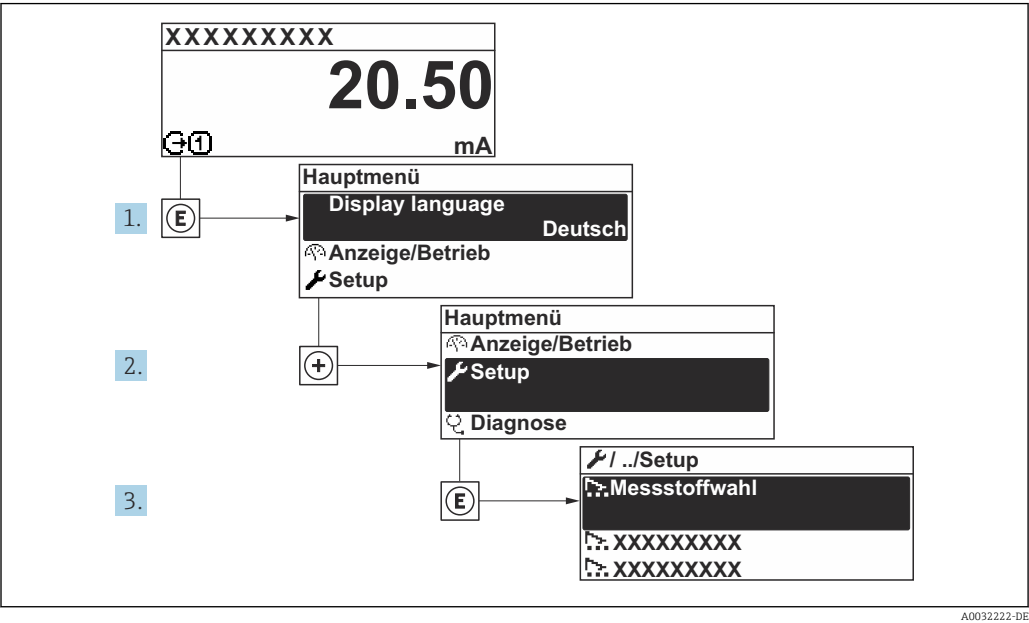 XXXXXXXXX
20.50
1
mA
Hauptmenü
1.
E
Display language
Deutsch
Anzeige/Betrieb
Setup
Hauptmenü
2.
+
Anzeige/Betrieb
Setup
Diagnose
/ ../Setup
3.
E
Messstoffwahl
XXXXXXXXX
XXXXXXXXX
A0032222-DE